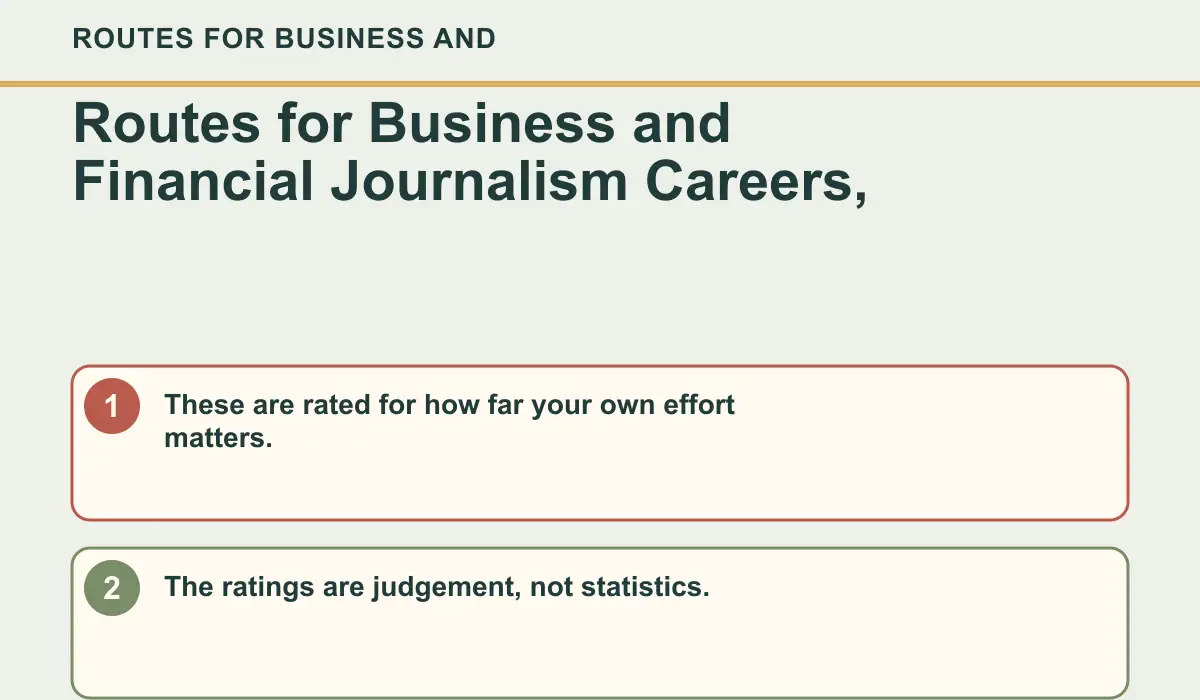 ROUTES FOR BUSINESS AND
Routes for Business and
Financial Journalism Careers,
1
These are rated for how far your own effort
matters.
2
The ratings are judgement, not statistics.